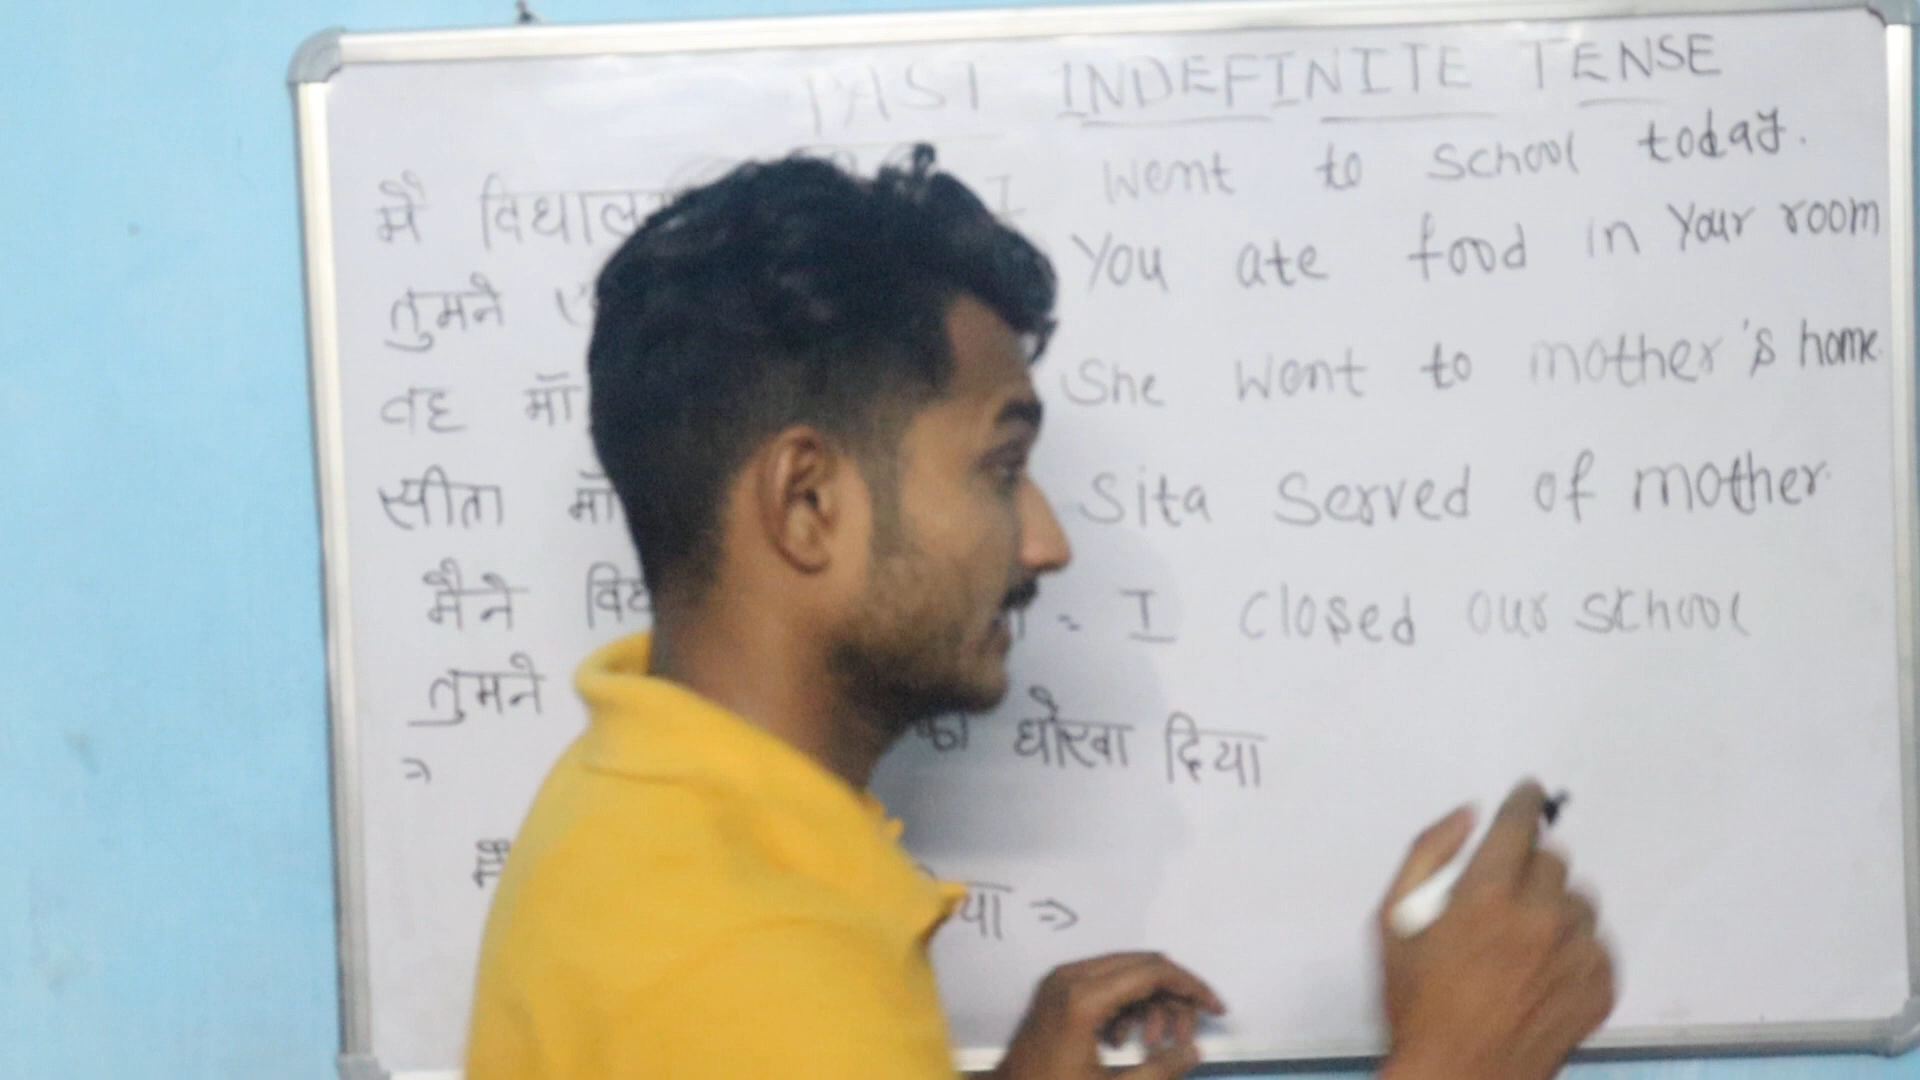 PAST INDEFINITE TENSE
मैं विद्यालय I Went to School today.
तुमने You ate food in Your room
वह माँ She Went to mother's home.
सीता माँ Sita Served of mother.
मैने = I Closed our school
तुमने को धोखा दिया
⇒
⇒